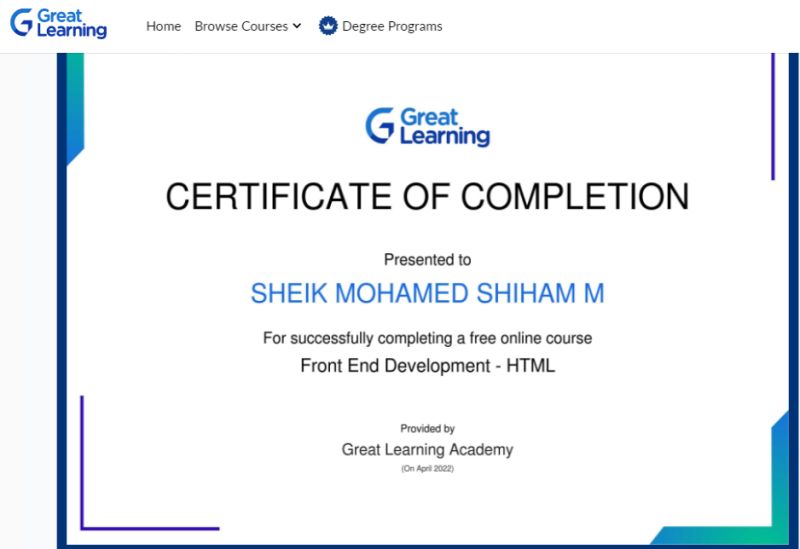 Great
Learning
Home Browse Courses Degree Programs
Great
Learning
CERTIFICATE OF COMPLETION
Presented to
SHEIK MOHAMED SHIHAM M
For successfully completing a free online course
Front End Development - HTML
Provided by
Great Learning Academy
(On April 2022)